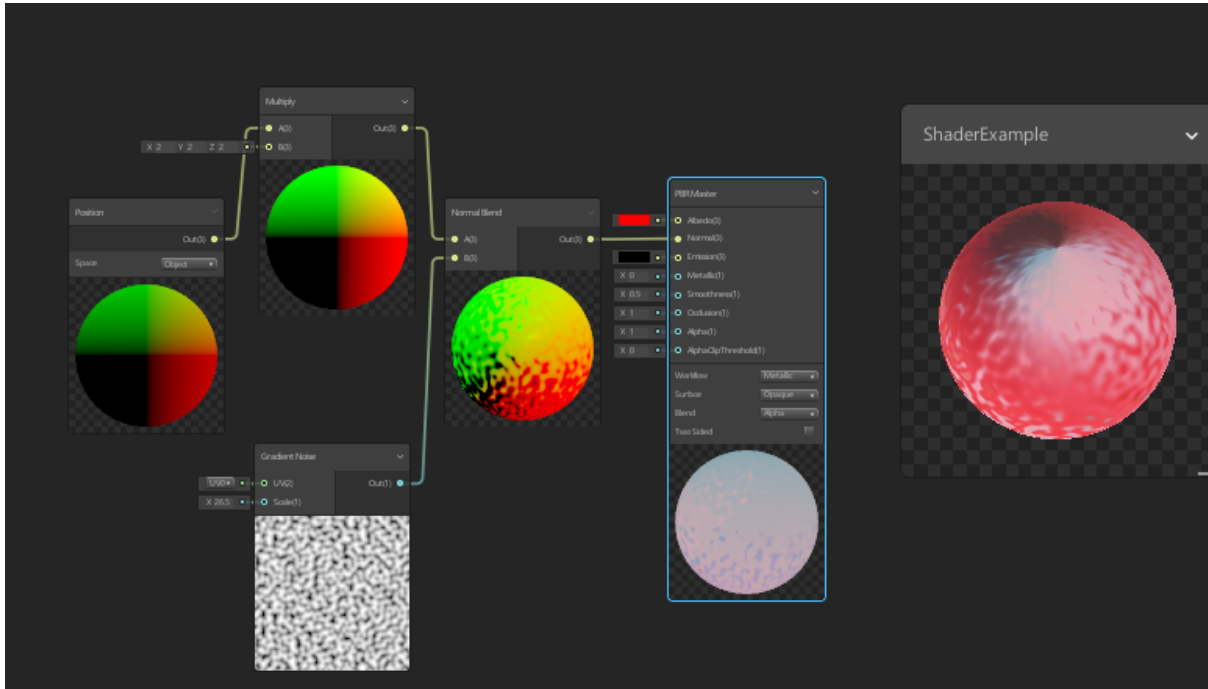 Multiply
A(3)
Out(3)
X 2 Y 2 Z 2
B(3)
Position
Out(3)
Space
Object
Normal Blend
A(3)
Out(3)
B(3)
Gradient Noise
UV0
UV(2)
Out(1)
X 26.5
Scale(1)
PBR Master
Albedo(3)
Normal(3)
Emission(3)
X 0
Metallic(1)
X 0.5
Smoothness(1)
X 1
Occlusion(1)
X 1
Alpha(1)
X 0
AlphaClipThreshold(1)
Workflow
Metallic
Surface
Opaque
Blend
Alpha
Two Sided
ShaderExample